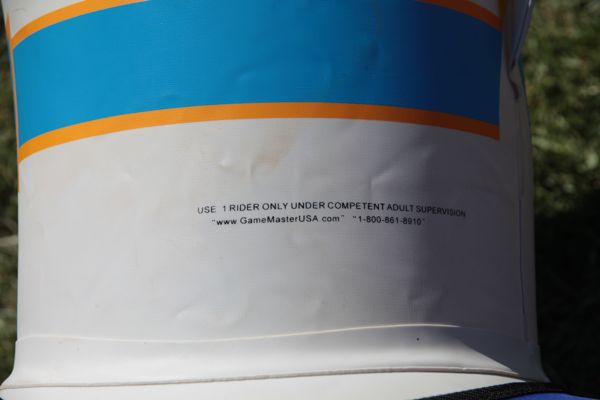 USE 1 RIDER ONLY UNDER COMPETENT ADULT SUPERVISION
"www.GameMasterUSA.com" "1-800-861-8910"